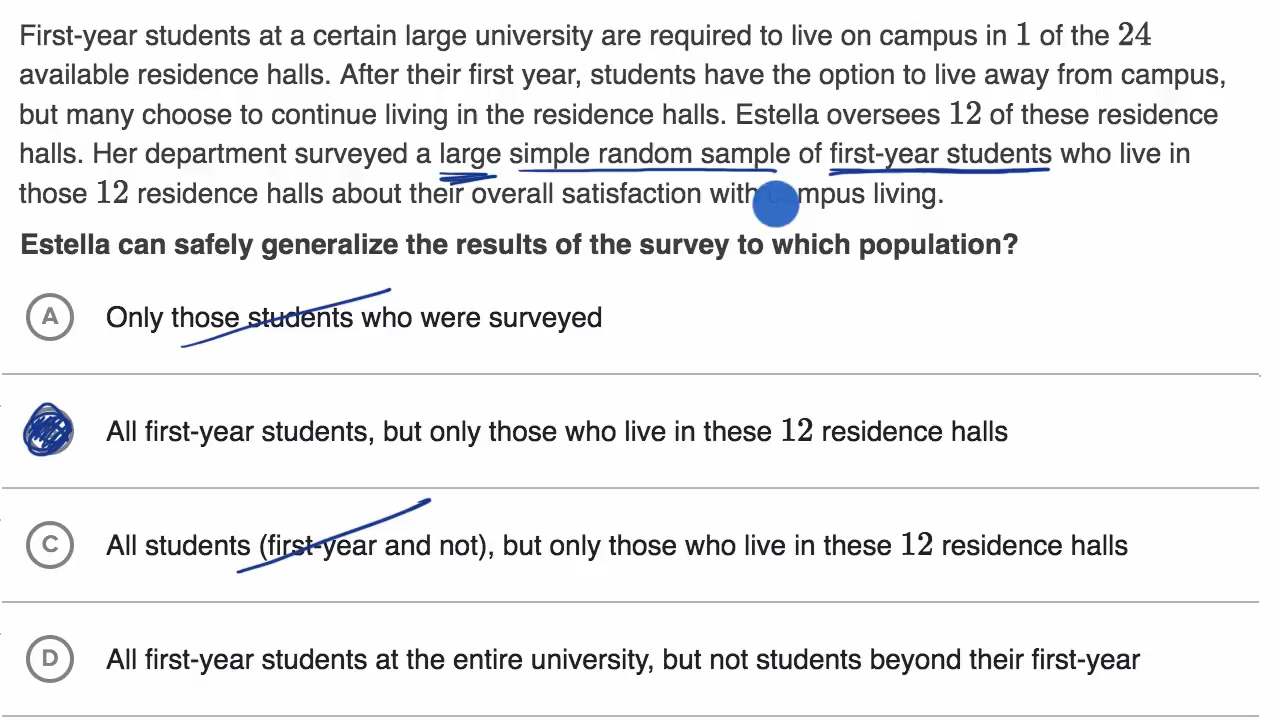 First-year students at a certain large university are required to live on campus in 1 of the 24
available residence halls. After their first year, students have the option to live away from campus,
but many choose to continue living in the residence halls. Estella oversees 12 of these residence
halls. Her department surveyed a large simple random sample of first-year students who live in
those 12 residence halls about their overall satisfaction with campus living.
Estella can safely generalize the results of the survey to which population?
A Only those students who were surveyed
All first-year students, but only those who live in these 12 residence halls
C All students (first-year and not), but only those who live in these 12 residence halls
D All first-year students at the entire university, but not students beyond their first-year